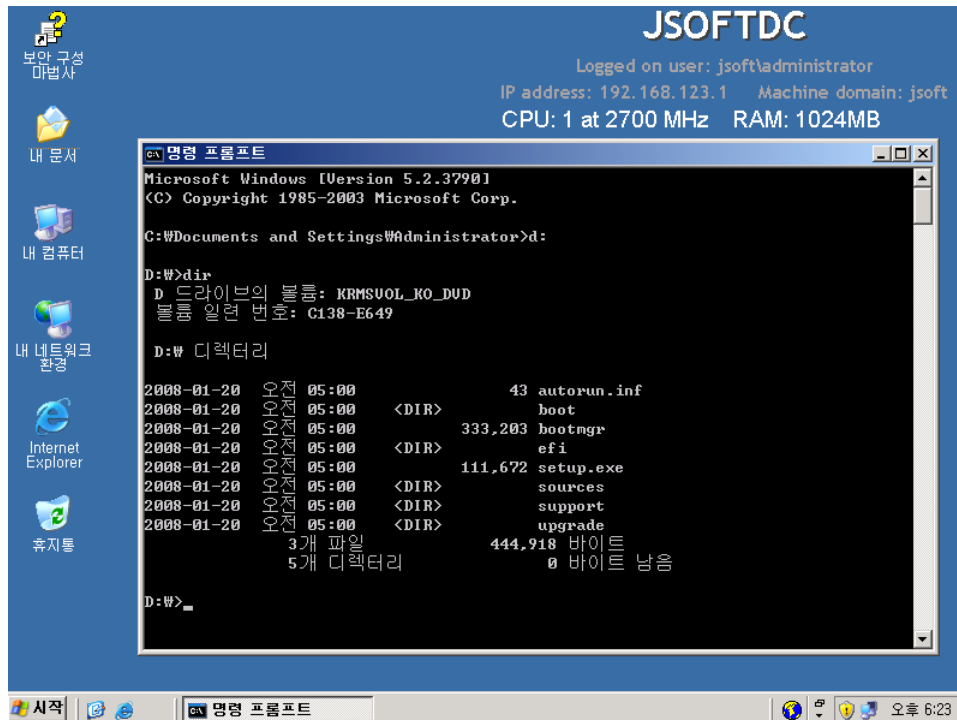 보안 구성
마법사
내 문서
내 컴퓨터
내 네트워크
환경
Internet
Explorer
휴지통
JSOFTDC
Logged on user: jsoft\administrator
IP address: 192.168.123.1 Machine domain: jsoft
CPU: 1 at 2700 MHz RAM: 1024MB
명령 프롬프트
Microsoft Windows [Version 5.2.3790]
(C) Copyright 1985-2003 Microsoft Corp.
C:₩Documents and Settings₩Administrator>d:
D:₩>dir
D 드라이브의 볼륨: KRMSVOL_KO_DVD
볼륨 일련 번호: C138-E649
D:₩ 디렉터리
2008-01-20 오전 05:00 43 autorun.inf
2008-01-20 오전 05:00 <DIR> boot
2008-01-20 오전 05:00 333,203 bootmgr
2008-01-20 오전 05:00 <DIR> efi
2008-01-20 오전 05:00 111,672 setup.exe
2008-01-20 오전 05:00 <DIR> sources
2008-01-20 오전 05:00 <DIR> support
2008-01-20 오전 05:00 <DIR> upgrade
3개 파일 444,918 바이트
5개 디렉터리 0 바이트 남음
D:₩>_
시작
명령 프롬프트
오후 6:23